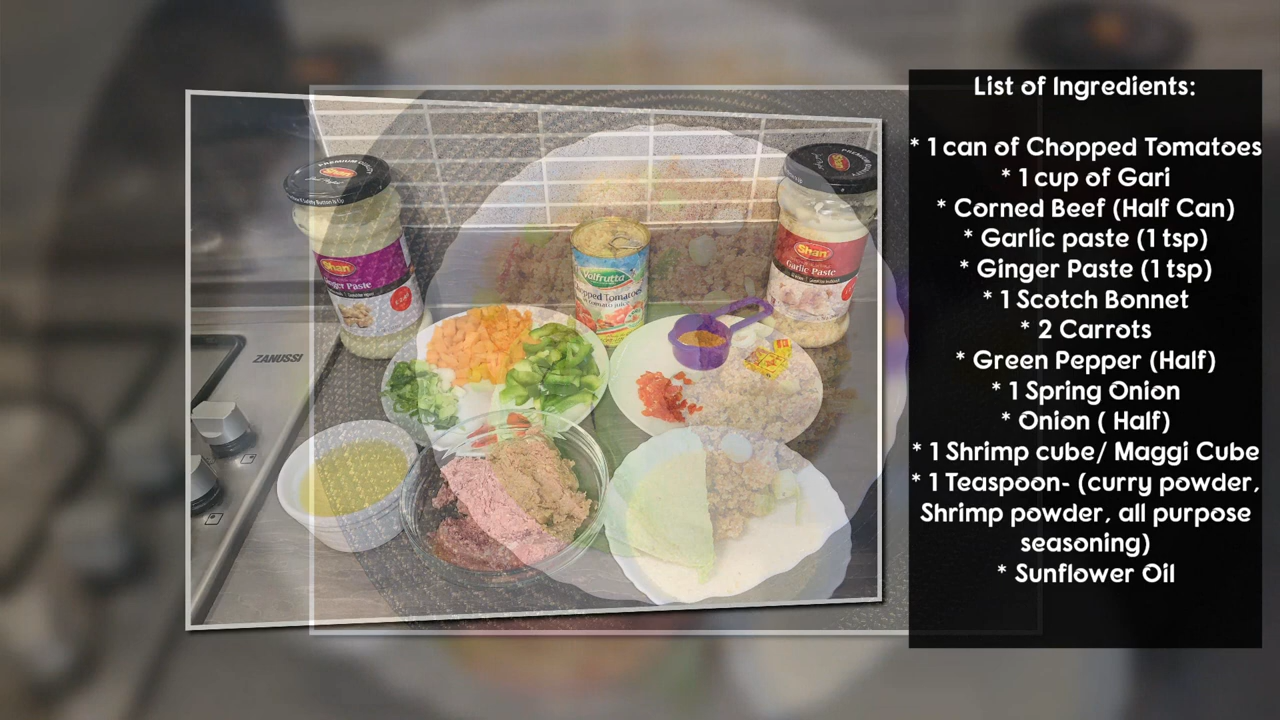 List of Ingredients:
* 1 can of Chopped Tomatoes
* 1 cup of Gari
* Corned Beef (Half Can)
* Garlic paste (1 tsp)
* Ginger Paste (1 tsp)
* 1 Scotch Bonnet
* 2 Carrots
* Green Pepper (Half)
* 1 Spring Onion
* Onion ( Half)
* 1 Shrimp cube/ Maggi Cube
* 1 Teaspoon- (curry powder,
Shrimp powder, all purpose
seasoning)
* Sunflower Oil
PREMIUM
Shan
Ginger Paste
Volfrutta
Chopped Tomatoes
Shan
Garlic Paste
ZANUSSI